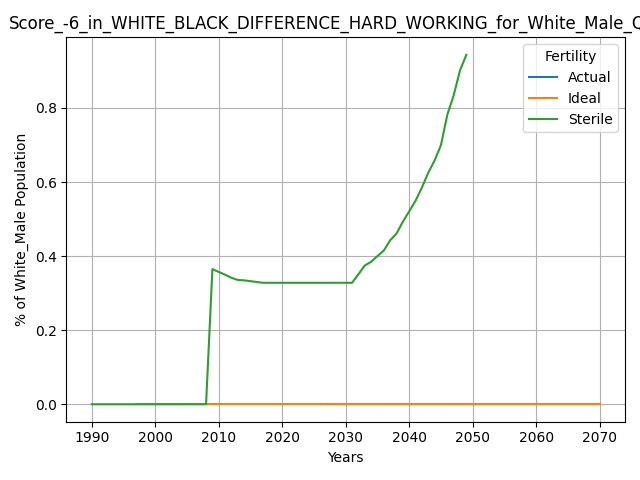 Score_-6_in_WHITE_BLACK_DIFFERENCE_HARD_WORKING_for_White_Male_
Fertility
Actual
Ideal
Sterile
% of White_Male Population
0.8
0.6
0.4
0.2
0.0
1990 2000 2010 2020 2030 2040 2050 2060 2070
Years